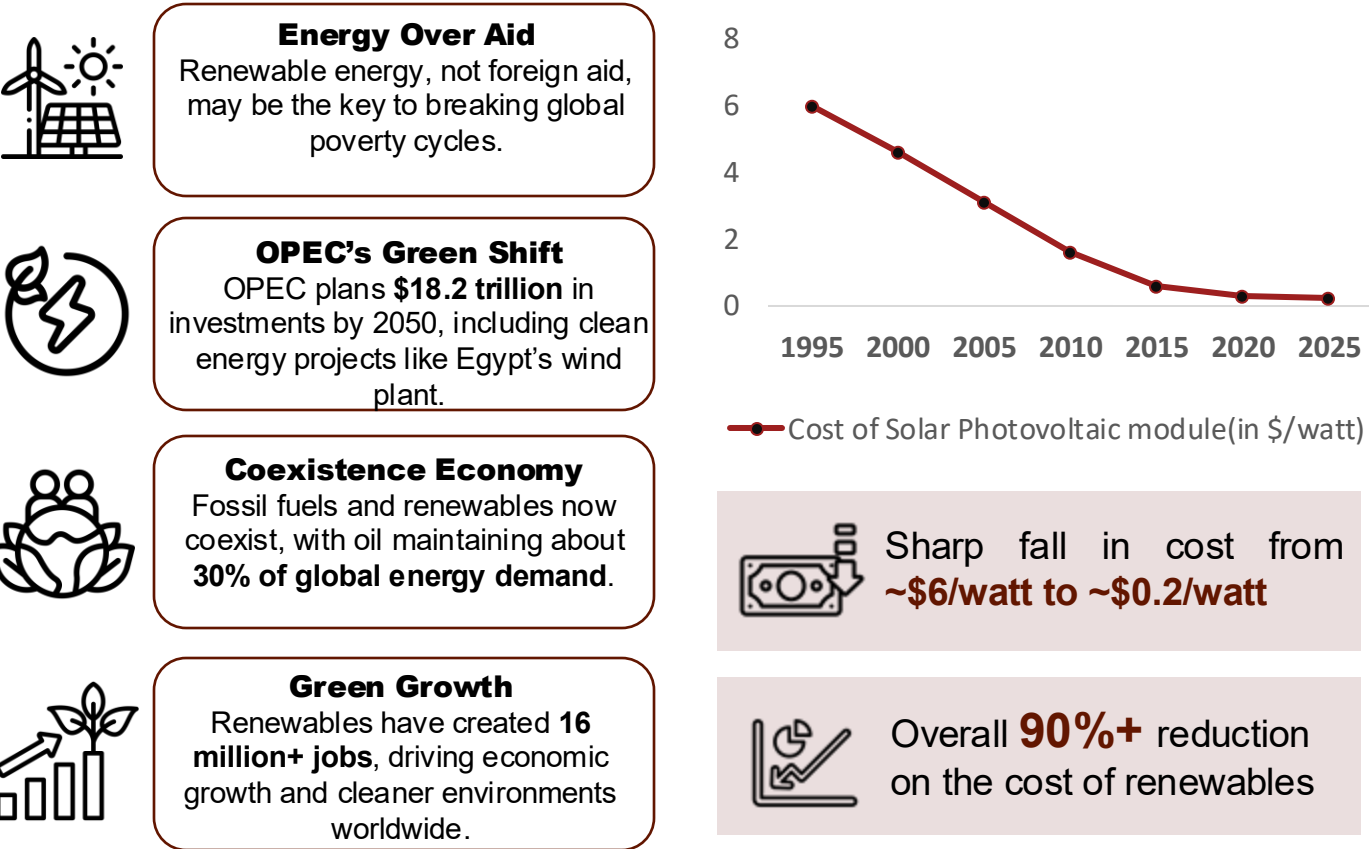 Energy Over Aid
Renewable energy, not foreign aid,
may be the key to breaking global
poverty cycles.
OPEC’s Green Shift
OPEC plans $18.2 trillion in
investments by 2050, including clean
energy projects like Egypt’s wind
plant.
Coexistence Economy
Fossil fuels and renewables now
coexist, with oil maintaining about
30% of global energy demand.
Green Growth
Renewables have created 16
million+ jobs, driving economic
growth and cleaner environments
worldwide.
8
6
4
2
0
1995 2000 2005 2010 2015 2020 2025
Cost of Solar Photovoltaic module(in $/watt)
Sharp fall in cost from
~$6/watt to ~$0.2/watt
Overall 90%+ reduction
on the cost of renewables